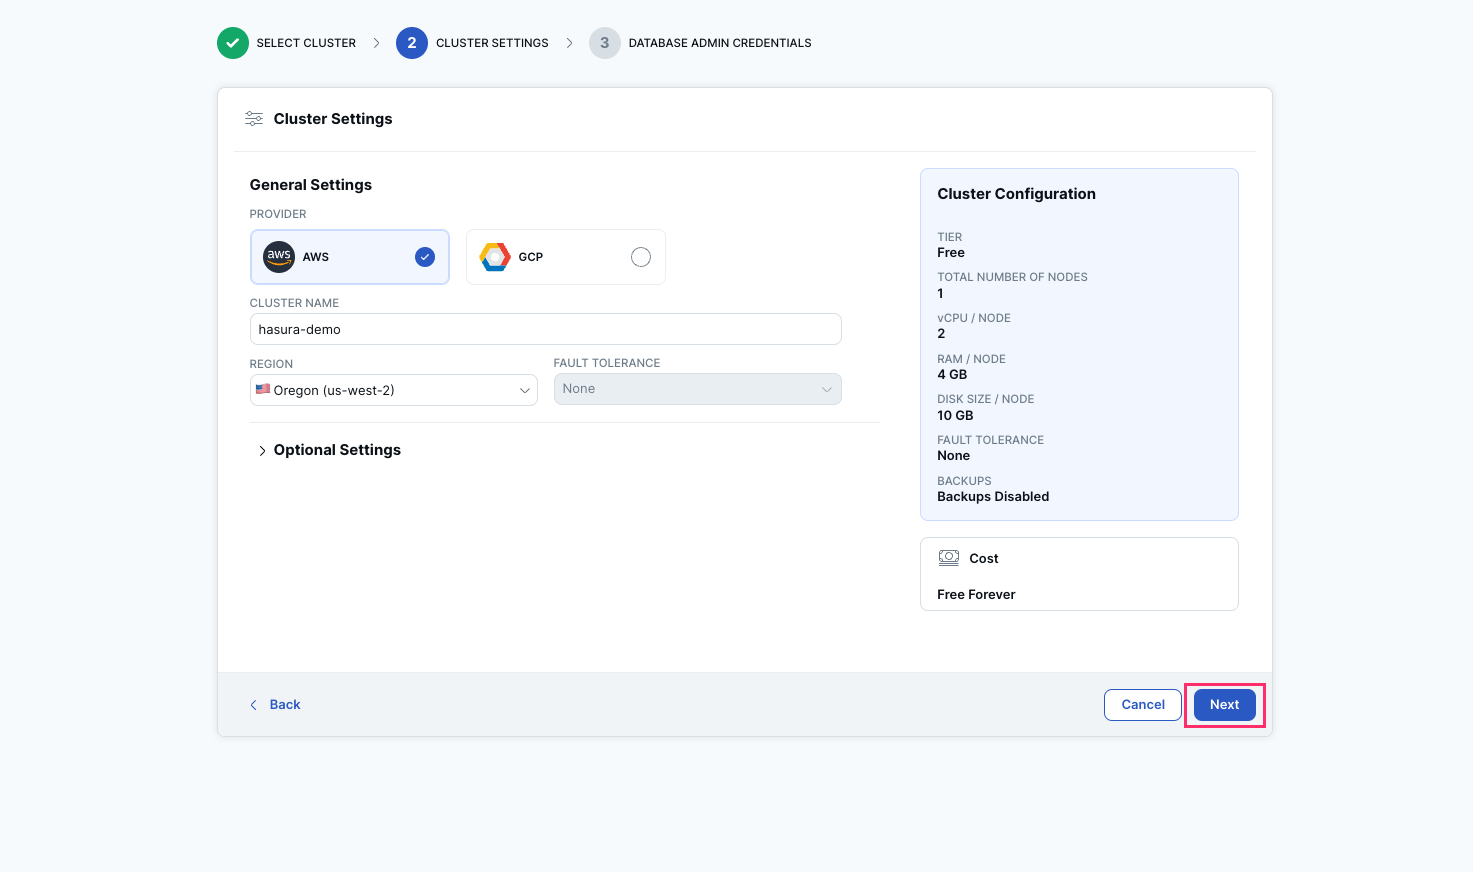 SELECT CLUSTER
2 CLUSTER SETTINGS
3 DATABASE ADMIN CREDENTIALS
Cluster Settings
General Settings
PROVIDER
aws AWS
GCP
CLUSTER NAME
hasura-demo
REGION
Oregon (us-west-2)
FAULT TOLERANCE
None
Optional Settings
Cluster Configuration
TIER
Free
TOTAL NUMBER OF NODES
1
vCPU / NODE
2
RAM / NODE
4 GB
DISK SIZE / NODE
10 GB
FAULT TOLERANCE
None
BACKUPS
Backups Disabled
Cost
Free Forever
Back
Cancel
Next